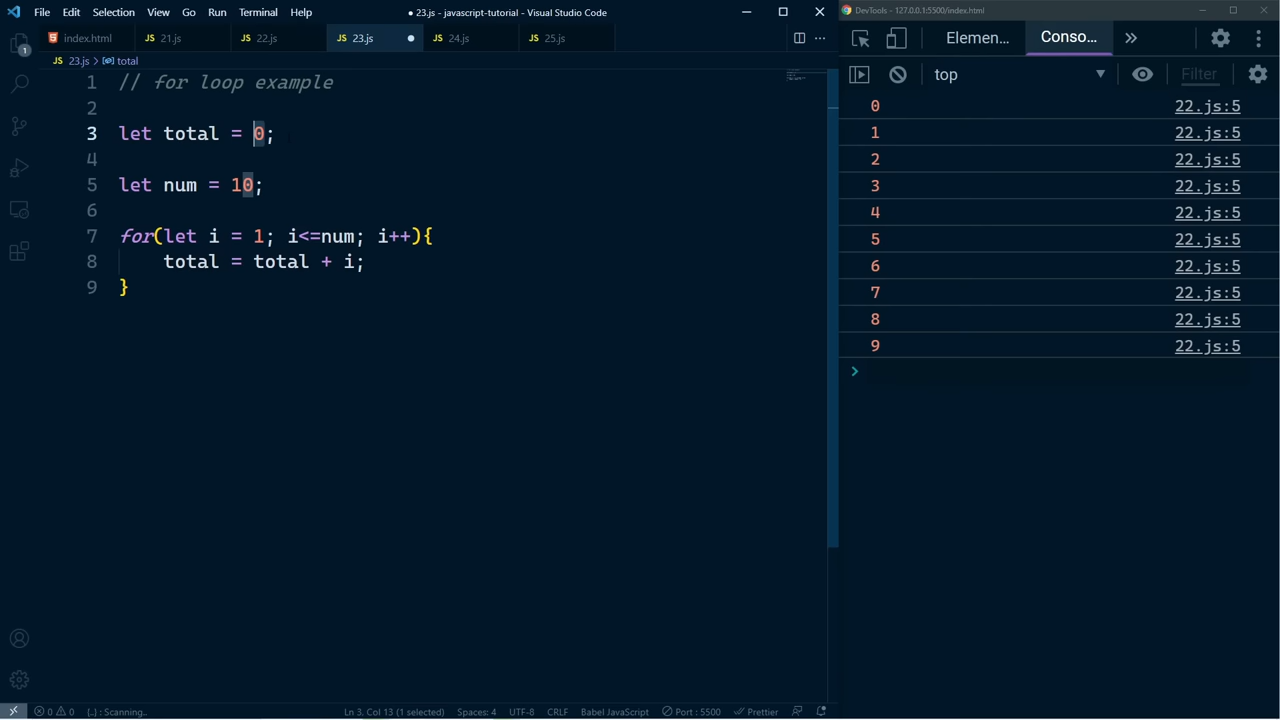 File Edit Selection View Go Run Terminal Help
● 23.js - javascript-tutorial - Visual Studio Code
index.html
JS 21.js
JS 22.js
JS 23.js ●
JS 24.js
JS 25.js
1
JS 23.js > total
1 // for loop example
2
3 let total = 0;
4
5 let num = 10;
6
7 for(let i = 1; i<=num; i++){
8 total = total + i;
9 }
0 0 {..} : Scanning..
Ln 3, Col 13 (1 selected) Spaces: 4 UTF-8 CRLF Babel JavaScript Port : 5500 Prettier
DevTools - 127.0.0.1:5500/index.html
Elemen… Conso… »
top Filter
0 22.js:5
1 22.js:5
2 22.js:5
3 22.js:5
4 22.js:5
5 22.js:5
6 22.js:5
7 22.js:5
8 22.js:5
9 22.js:5
>